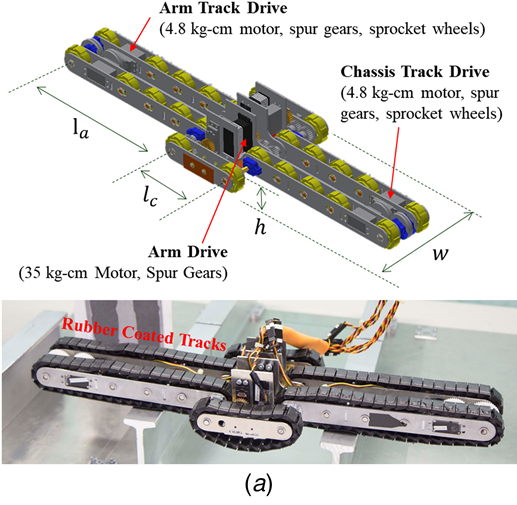 Arm Track Drive
(4.8 kg-cm motor, spur gears, sprocket wheels)
Chassis Track Drive
(4.8 kg-cm motor, spur
gears, sprocket wheels)
lₐ
l_c
h
w
Arm Drive
(35 kg-cm Motor, Spur Gears)
Rubber Coated Tracks
(a)